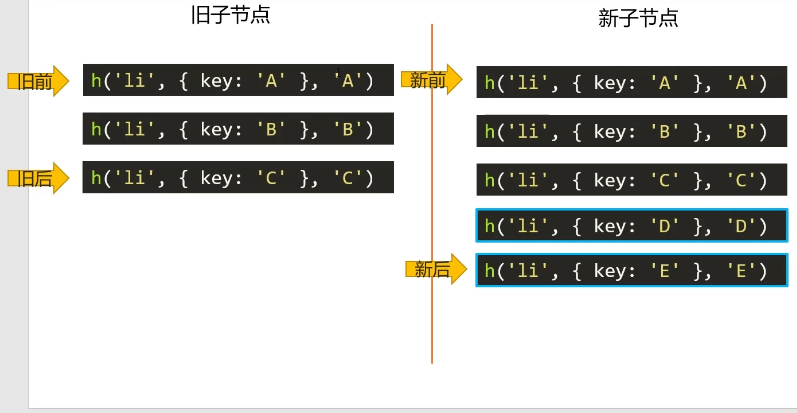 旧子节点
新子节点
旧前
h('li', { key: 'A' }, 'A')
新前
h('li', { key: 'A' }, 'A')
h('li', { key: 'B' }, 'B')
h('li', { key: 'B' }, 'B')
旧后
h('li', { key: 'C' }, 'C')
h('li', { key: 'C' }, 'C')
h('li', { key: 'D' }, 'D')
新后
h('li', { key: 'E' }, 'E')